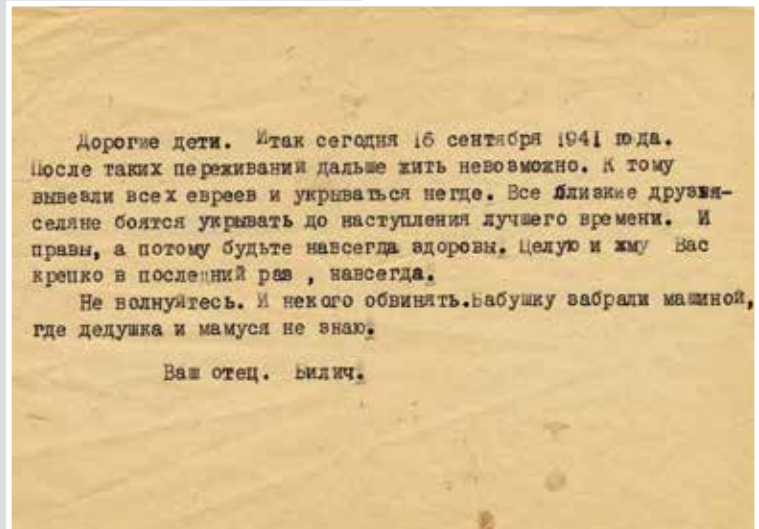 Дорогие дети. Итак сегодня 16 сентября 1941 года.
После таких переживаний дальше жить невозможно. К тому
вывезли всех евреев и укрываться негде. Все близкие друзья-
селяне боятся укрывать до наступления лучшего времени. И
правы, а потому будьте навсегда здоровы. Целую и жму Вас
крепко в последний раз , навсегда.
Не волнуйтесь. И некого обвинять.Бабушку забрали машиной,
где дедушка и мамуся не знаю.
Ваш отец. Билич.